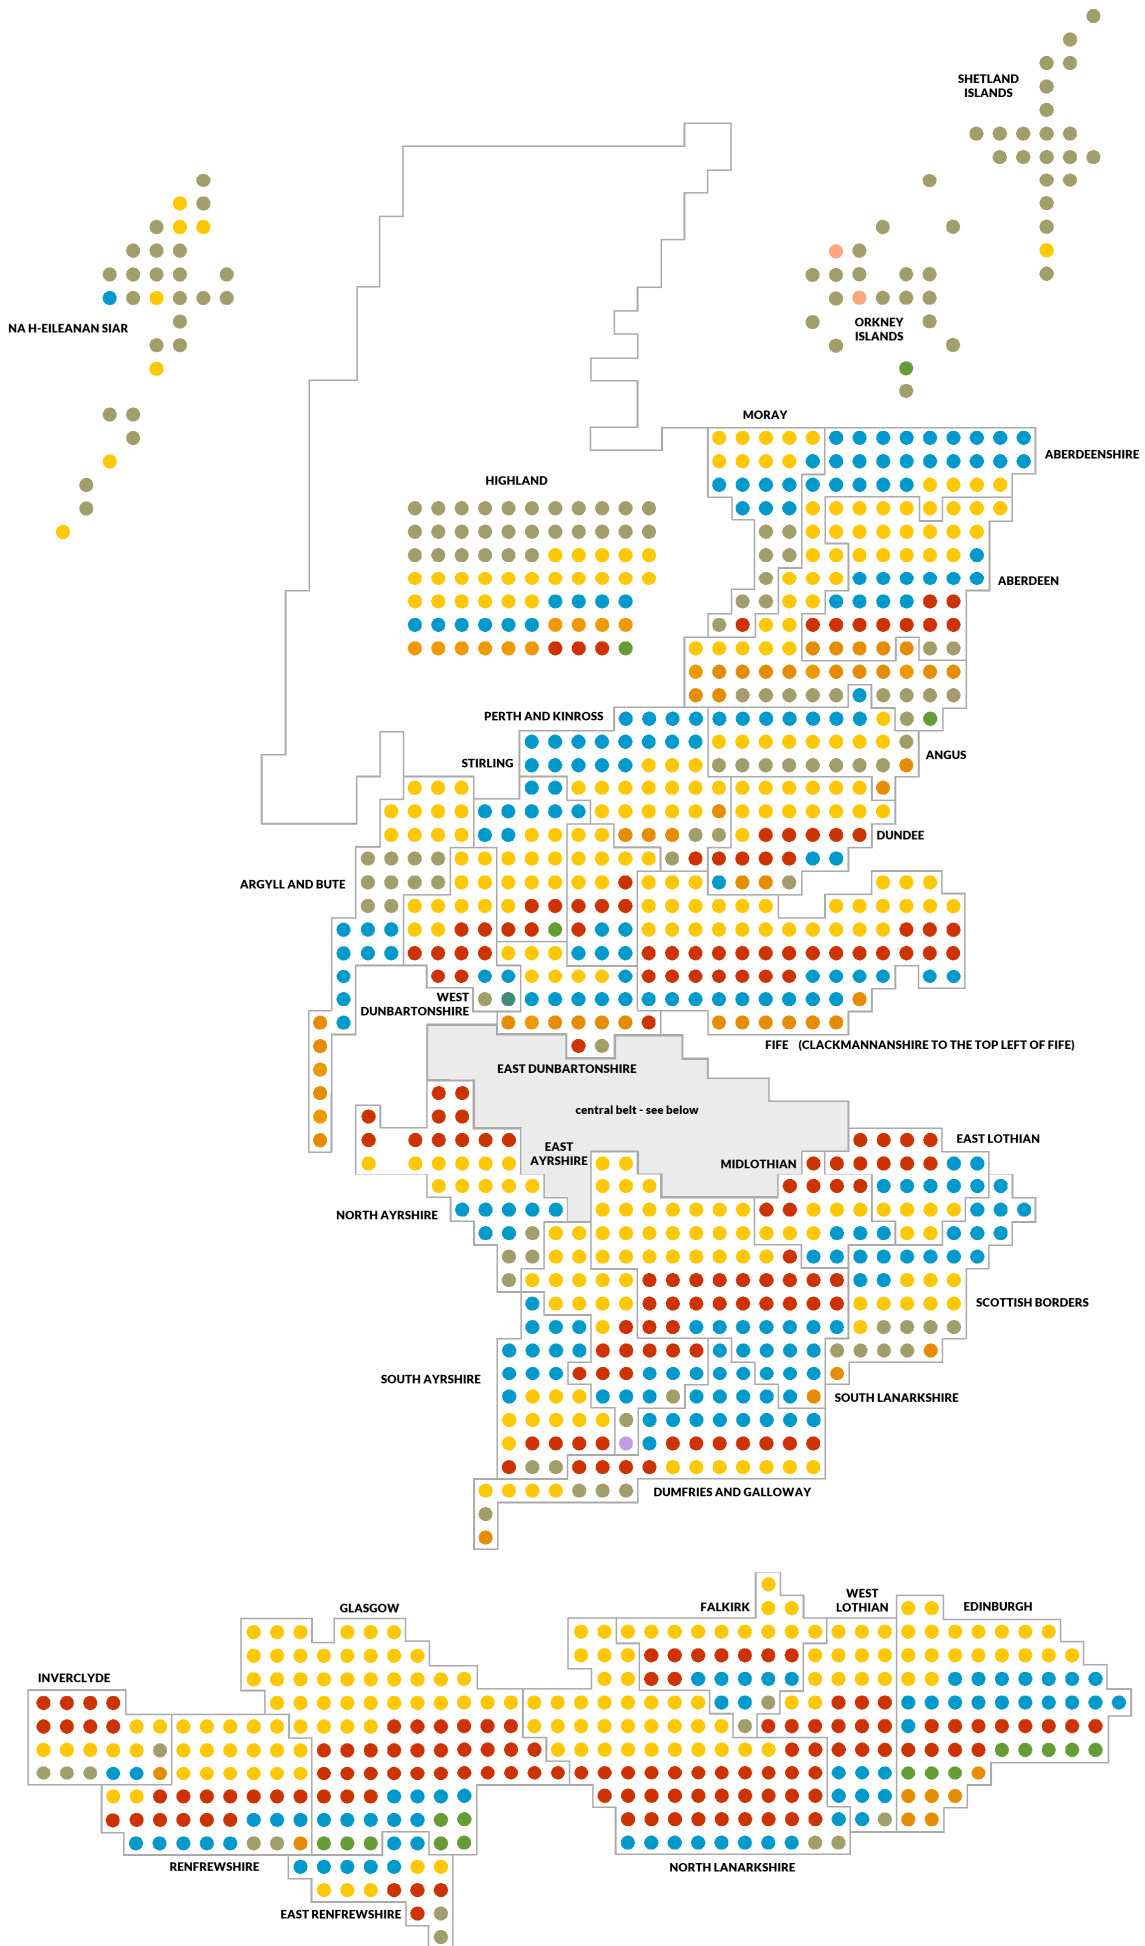 SHETLAND
ISLANDS
NA H-EILEANAN SIAR
ORKNEY
ISLANDS
MORAY
ABERDEENSHIRE
HIGHLAND
ABERDEEN
PERTH AND KINROSS
ANGUS
STIRLING
DUNDEE
ARGYLL AND BUTE
WEST
DUNBARTONSHIRE
FIFE (CLACKMANNANSHIRE TO THE TOP LEFT OF FIFE)
EAST DUNBARTONSHIRE
central belt - see below
EAST LOTHIAN
EAST
AYRSHIRE
MIDLOTHIAN
NORTH AYRSHIRE
SCOTTISH BORDERS
SOUTH AYRSHIRE
SOUTH LANARKSHIRE
DUMFRIES AND GALLOWAY
GLASGOW
FALKIRK
WEST
LOTHIAN
EDINBURGH
INVERCLYDE
RENFREWSHIRE
NORTH LANARKSHIRE
EAST RENFREWSHIRE